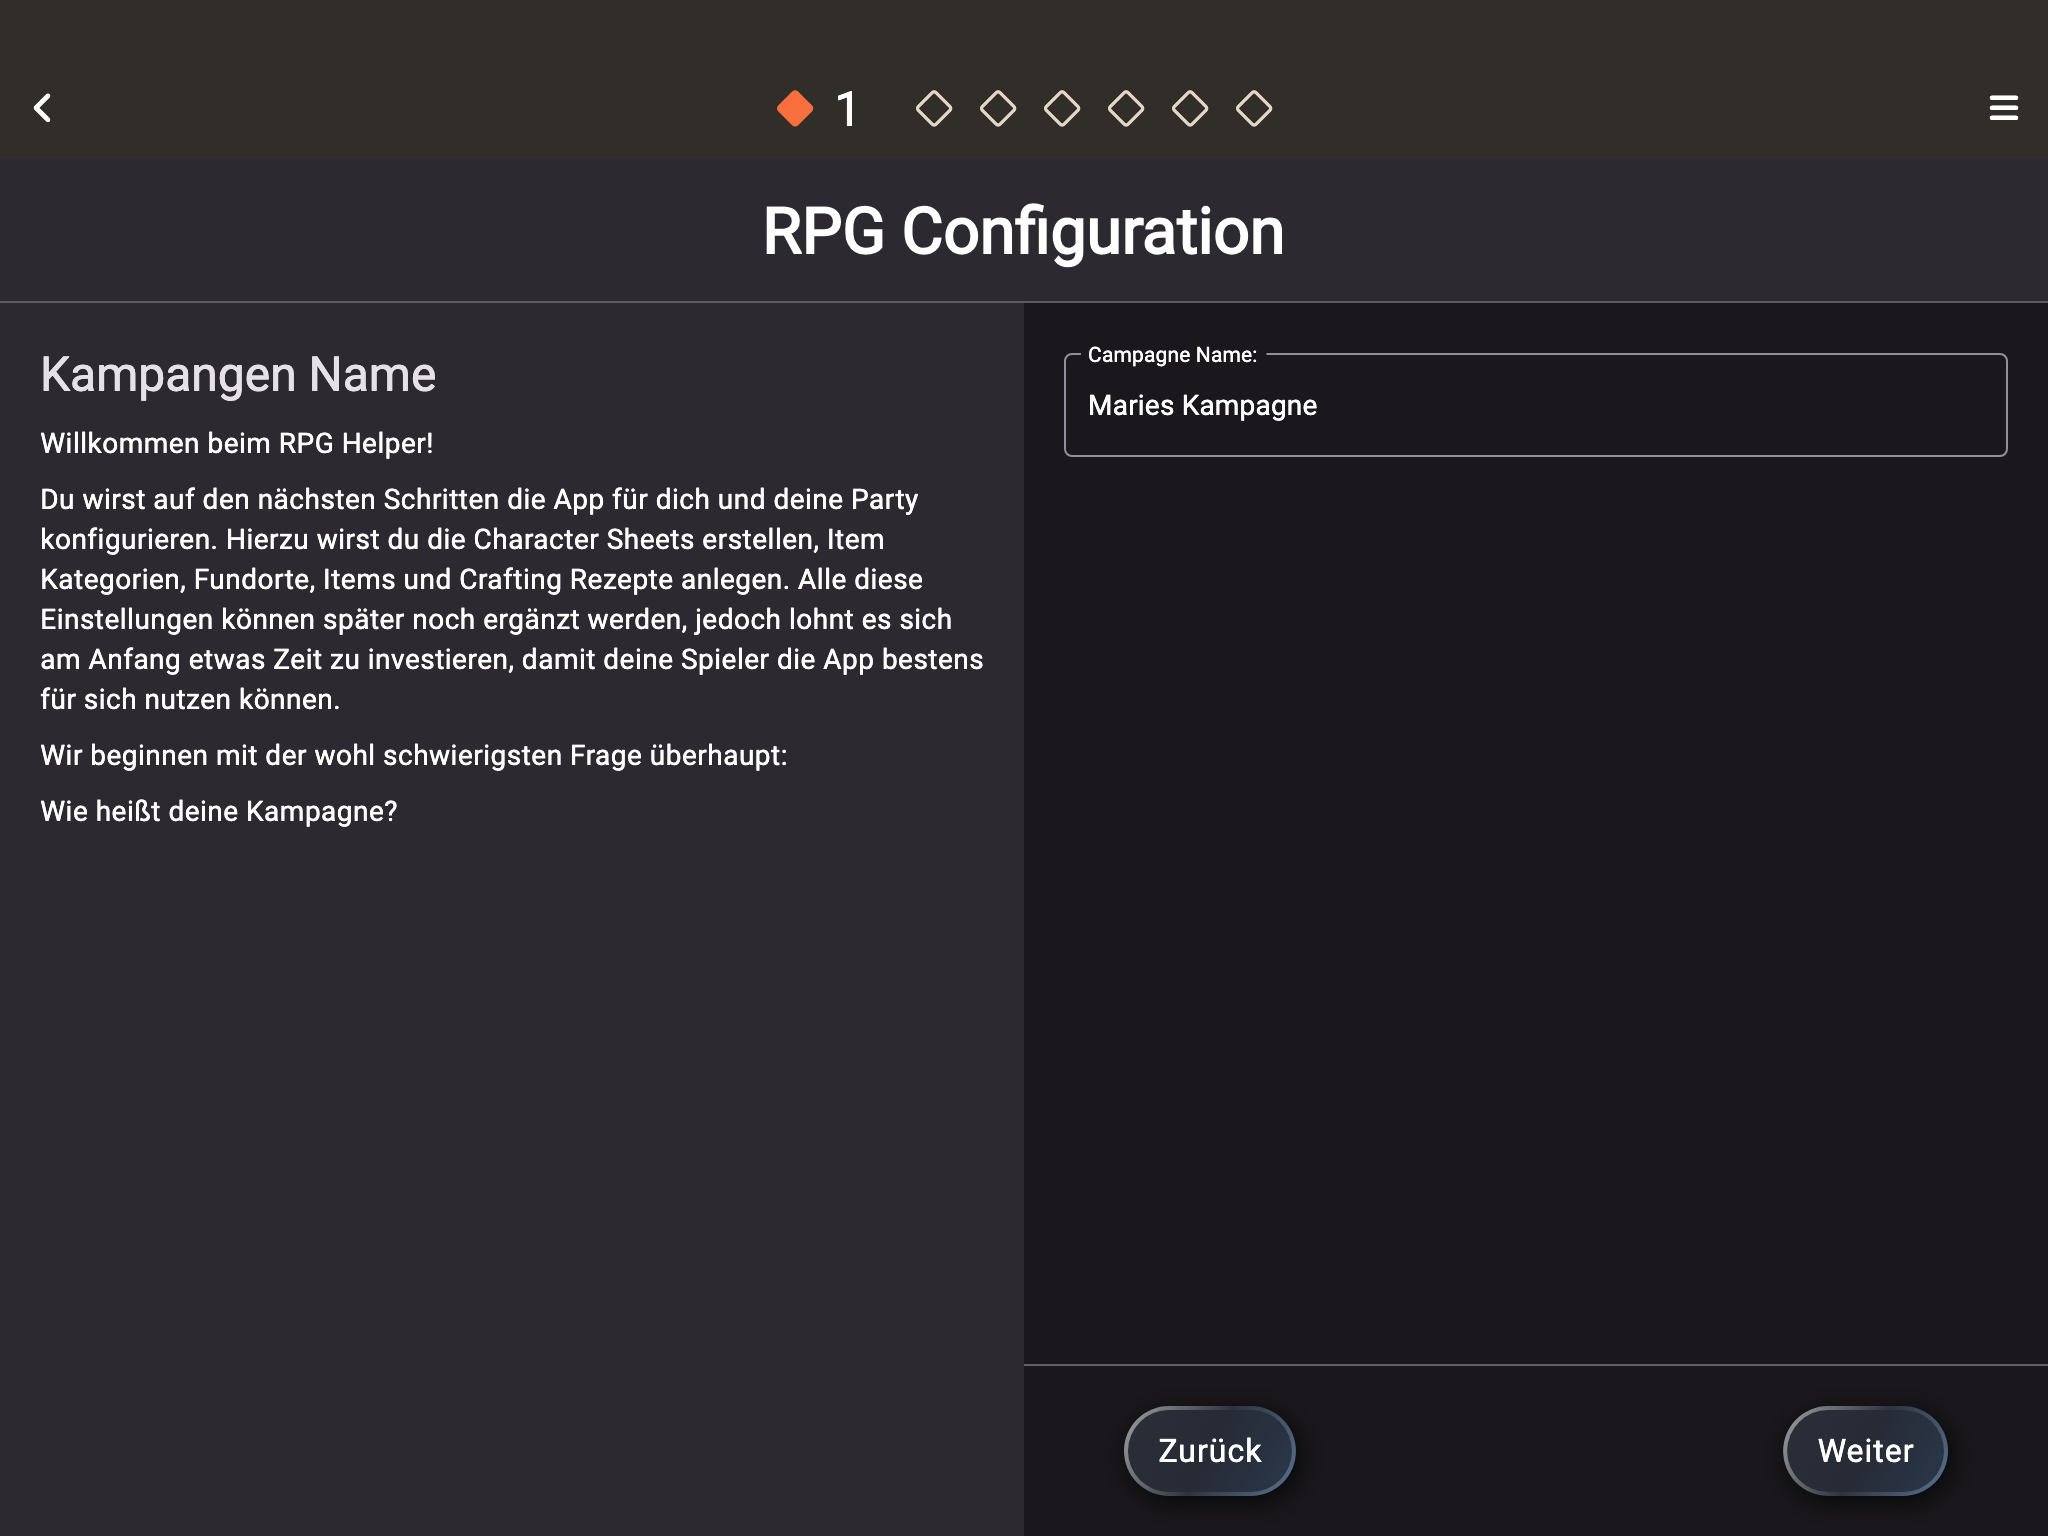 1
RPG Configuration
Kampangen Name
Willkommen beim RPG Helper!
Du wirst auf den nächsten Schritten die App für dich und deine Party
konfigurieren. Hierzu wirst du die Character Sheets erstellen, Item
Kategorien, Fundorte, Items und Crafting Rezepte anlegen. Alle diese
Einstellungen können später noch ergänzt werden, jedoch lohnt es sich
am Anfang etwas Zeit zu investieren, damit deine Spieler die App bestens
für sich nutzen können.
Wir beginnen mit der wohl schwierigsten Frage überhaupt:
Wie heißt deine Kampagne?
Campagne Name:
Maries Kampagne
Zurück
Weiter